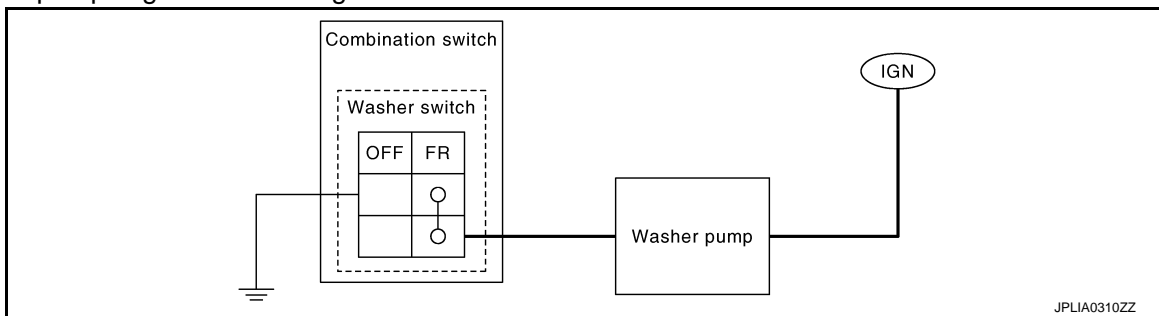 Combination switch
IGN
Washer switch
OFF FR
Washer pump
JPLIA0310ZZ